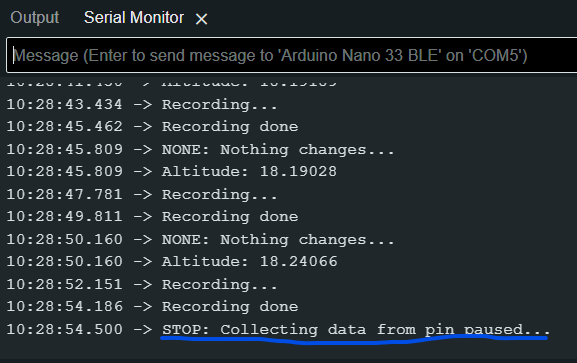 Output Serial Monitor ×
Message (Enter to send message to 'Arduino Nano 33 BLE' on 'COM5')
10:28:43.434 -> Recording...
10:28:45.462 -> Recording done
10:28:45.809 -> NONE: Nothing changes...
10:28:45.809 -> Altitude: 18.19028
10:28:47.781 -> Recording...
10:28:49.811 -> Recording done
10:28:50.160 -> NONE: Nothing changes...
10:28:50.160 -> Altitude: 18.24066
10:28:52.151 -> Recording...
10:28:54.186 -> Recording done
10:28:54.500 -> STOP: Collecting data from pin paused...